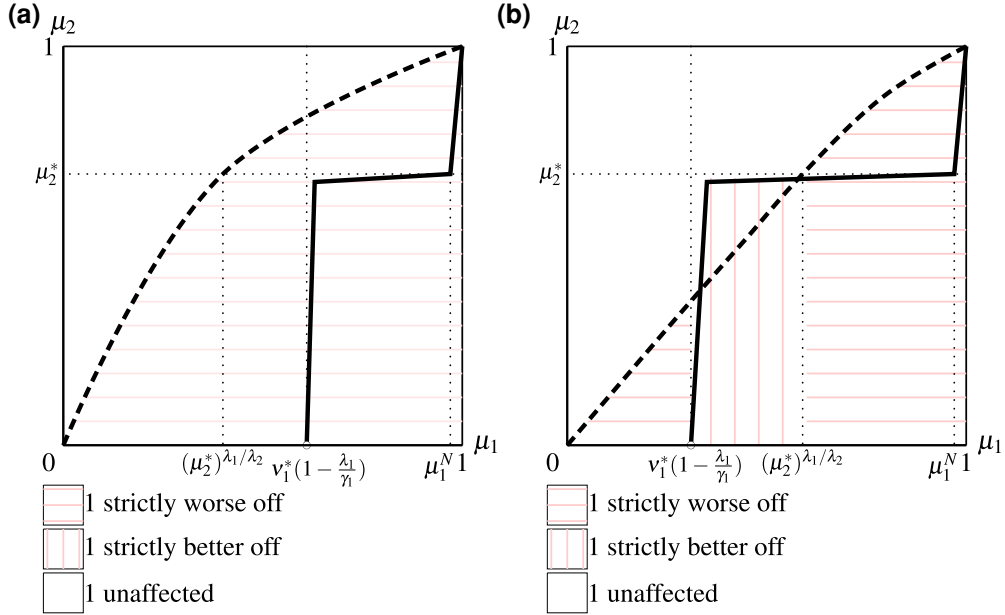 (a)
μ₂
1
μ₂*
0
(μ₂*)^{λ₁/λ₂}
ν₁*(1 − λ₁/γ₁)
μ₁^N
1
μ₁
1 strictly worse off
1 strictly better off
1 unaffected
(b)
μ₂
1
μ₂*
0
ν₁*(1 − λ₁/γ₁)
(μ₂*)^{λ₁/λ₂}
μ₁^N
1
μ₁
1 strictly worse off
1 strictly better off
1 unaffected